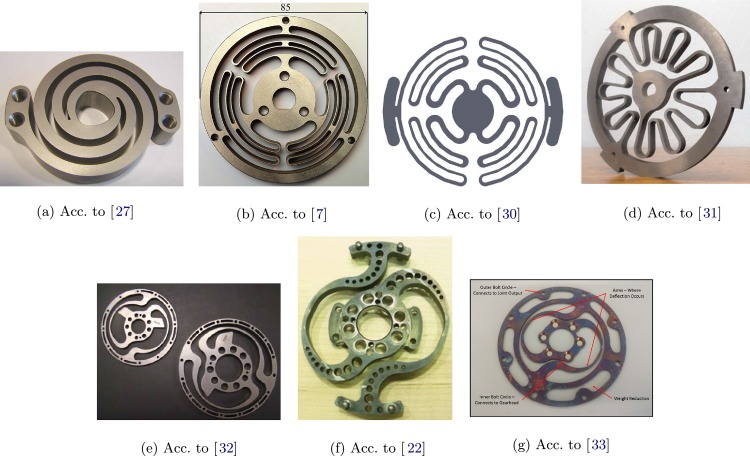 85
(a) Acc. to [27]
(b) Acc. to [7]
(c) Acc. to [30]
(d) Acc. to [31]
Outer Bolt Circle –
Connects to Joint Output
Arms – Where
Deflection Occurs
Inner Bolt Circle –
Connects to Gearhead
Weight Reduction
(e) Acc. to [32]
(f) Acc. to [22]
(g) Acc. to [33]